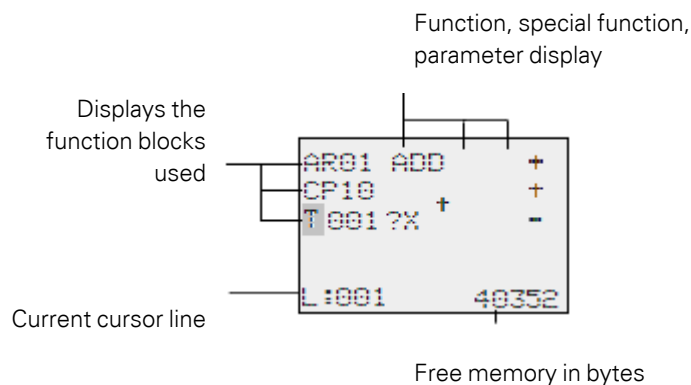 Function, special function,
parameter display
Displays the
function blocks
used
AR01 ADD +
CP10 +
T 001 ?X + -
L:001 40352
Current cursor line
Free memory in bytes